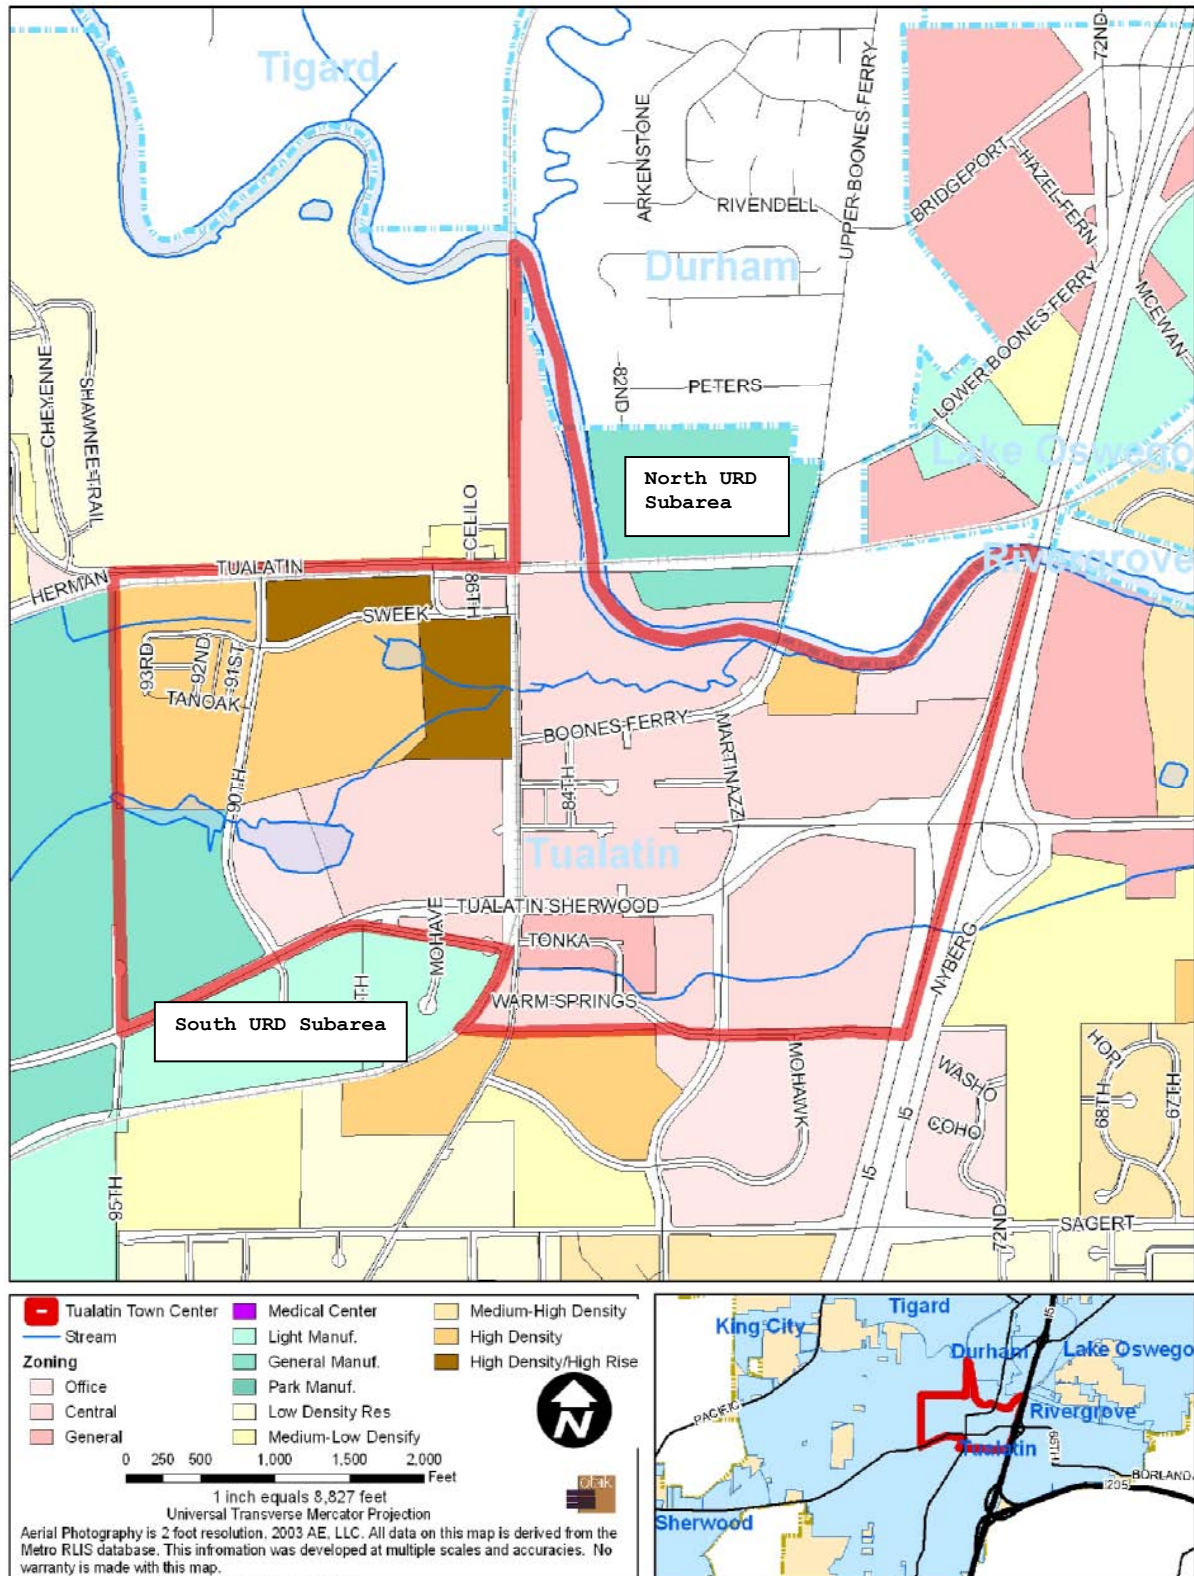 Tigard
72ND
UPPER-BOONES-FERRY
ARKENSTONE
BRIDGEPORT
HAZEL-FERN
RIVENDELL
Durham
LOWER-BOONES-FERRY
MCEWAN
CHEYENNE
SHAWNEE-TRAIL
82ND
PETERS
Lake Oswego
North URD
Subarea
CELILO
HERMAN
TUALATIN
Rivergrove
86TH
SWEEK
93RD
92ND
91ST
TANOAK
BOONES-FERRY
MARTINAZZI
90TH
84TH
Tualatin
TUALATIN-SHERWOOD
MOHAVE
TONKA
NYBERG
TH
WARM-SPRINGS
South URD Subarea
MOHAWK
WASHO
HOPI
68TH
67TH
COHO
I5
I5
95TH
72ND
SAGERT
Tualatin Town Center
Stream
Zoning
Office
Central
General
Medical Center
Light Manuf.
General Manuf.
Park Manuf.
Low Density Res
Medium-Low Densify
Medium-High Density
High Density
High Density/High Rise
N
0 250 500 1,000 1,500 2,000
Feet
1 inch equals 8,827 feet
Universal Transverse Mercator Projection
otak
Aerial Photography is 2 foot resolution, 2003 AE, LLC. All data on this map is derived from the
Metro RLIS database. This infromation was developed at multiple scales and accuracies. No
warranty is made with this map.
Tigard
King City
I5
Durham
Lake Oswego
PACIFIC
Rivergrove
Tualatin
65TH
BORLAND
I205
Sherwood